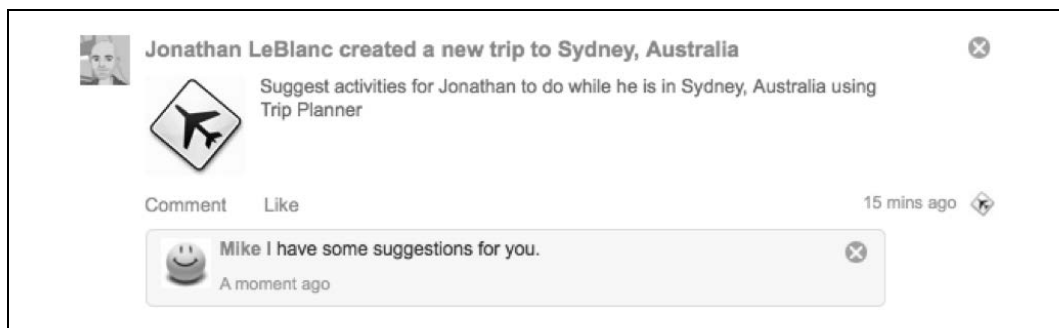 Jonathan LeBlanc created a new trip to Sydney, Australia
Suggest activities for Jonathan to do while he is in Sydney, Australia using
Trip Planner
Comment Like 15 mins ago
Mike I have some suggestions for you.
A moment ago